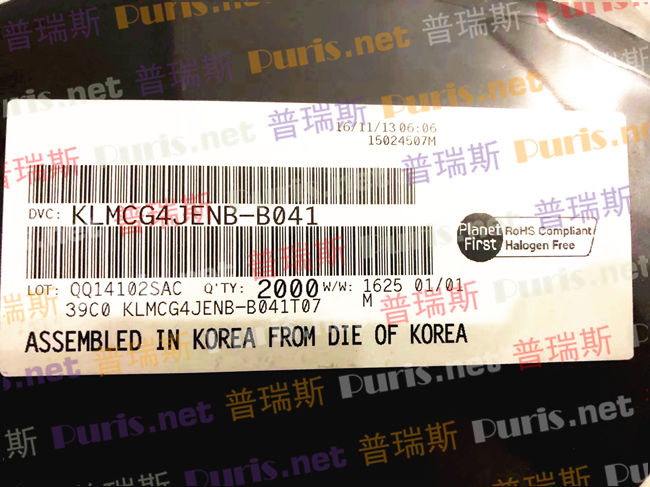 16/11/13 06:06
15024507M
DVC: KLMCG4JENB-B041
Planet First RoHS Compliant
Halogen Free
LOT: QQ14102SAC Q'TY: 2000 W/W: 1625 01/01
39C0 KLMCG4JENB-B041T07 M
ASSEMBLED IN KOREA FROM DIE OF KOREA
普瑞斯 Puris.net